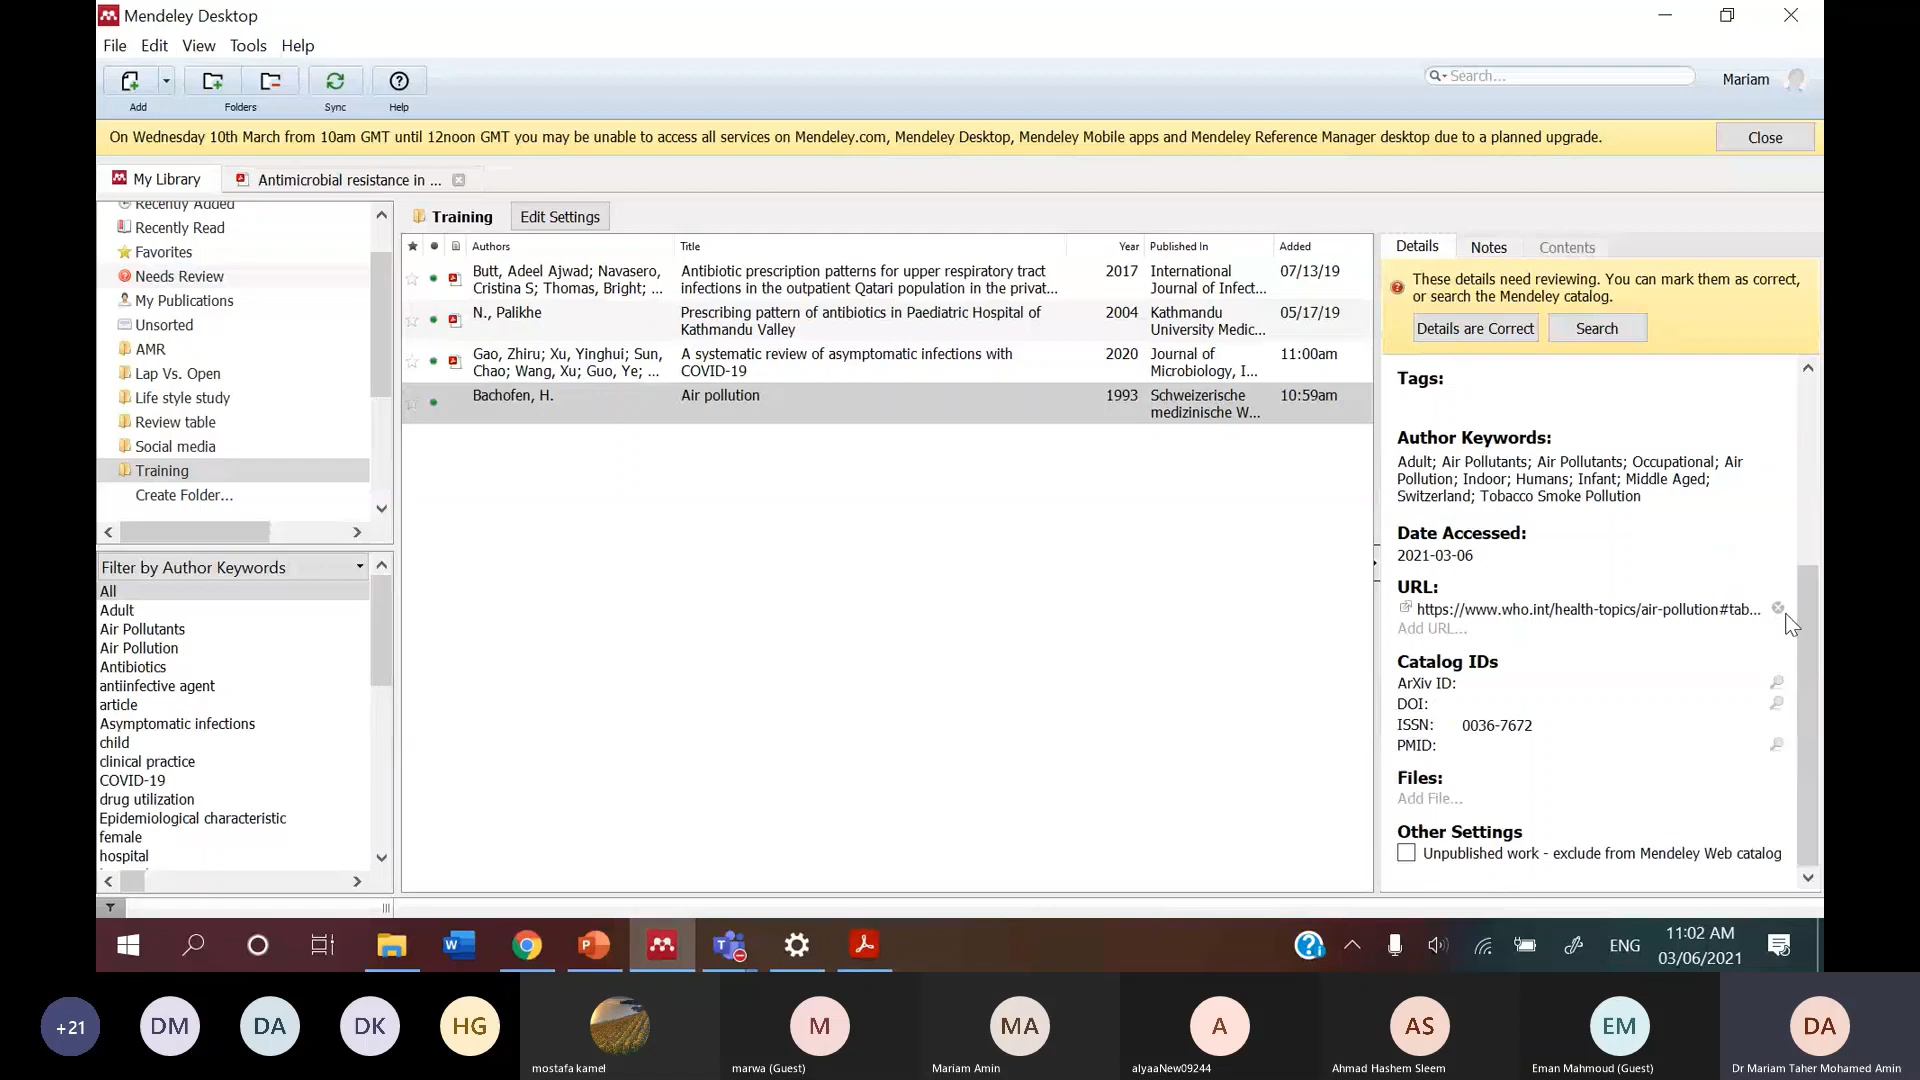 Mendeley Desktop
File Edit View Tools Help
Search...
Mariam
Add
Folders
Sync
Help
On Wednesday 10th March from 10am GMT until 12noon GMT you may be unable to access all services on Mendeley.com, Mendeley Desktop, Mendeley Mobile apps and Mendeley Reference Manager desktop due to a planned upgrade.
Close
My Library
Antimicrobial resistance in ...
Recently Added
Recently Read
Favorites
Needs Review
My Publications
Unsorted
AMR
Lap Vs. Open
Life style study
Review table
Social media
Training
Create Folder...
Filter by Author Keywords
All
Adult
Air Pollutants
Air Pollution
Antibiotics
antiinfective agent
article
Asymptomatic infections
child
clinical practice
COVID-19
drug utilization
Epidemiological characteristic
female
hospital
Training
Edit Settings
Authors Title Year Published In Added
Butt, Adeel Ajwad; Navasero, Antibiotic prescription patterns for upper respiratory tract 2017 International 07/13/19
Cristina S; Thomas, Bright; ... infections in the outpatient Qatari population in the privat... Journal of Infect...
N., Palikhe Prescribing pattern of antibiotics in Paediatric Hospital of 2004 Kathmandu 05/17/19
Kathmandu Valley University Medic...
Gao, Zhiru; Xu, Yinghui; Sun, A systematic review of asymptomatic infections with 2020 Journal of 11:00am
Chao; Wang, Xu; Guo, Ye; ... COVID-19 Microbiology, I...
Bachofen, H. Air pollution 1993 Schweizerische 10:59am
medizinische W...
Details Notes Contents
These details need reviewing. You can mark them as correct,
or search the Mendeley catalog.
Details are Correct
Search
Tags:
Author Keywords:
Adult; Air Pollutants; Air Pollutants; Occupational; Air
Pollution; Indoor; Humans; Infant; Middle Aged;
Switzerland; Tobacco Smoke Pollution
Date Accessed:
2021-03-06
URL:
https://www.who.int/health-topics/air-pollution#tab...
Add URL...
Catalog IDs
ArXiv ID:
DOI:
ISSN: 0036-7672
PMID:
Files:
Add File...
Other Settings
Unpublished work - exclude from Mendeley Web catalog
ENG
11:02 AM
03/06/2021
+21
DM
DA
DK
HG
mostafa kamel
M
marwa (Guest)
MA
Mariam Amin
A
alyaaNew09244
AS
Ahmad Hashem Sleem
EM
Eman Mahmoud (Guest)
DA
Dr Mariam Taher Mohamed Amin